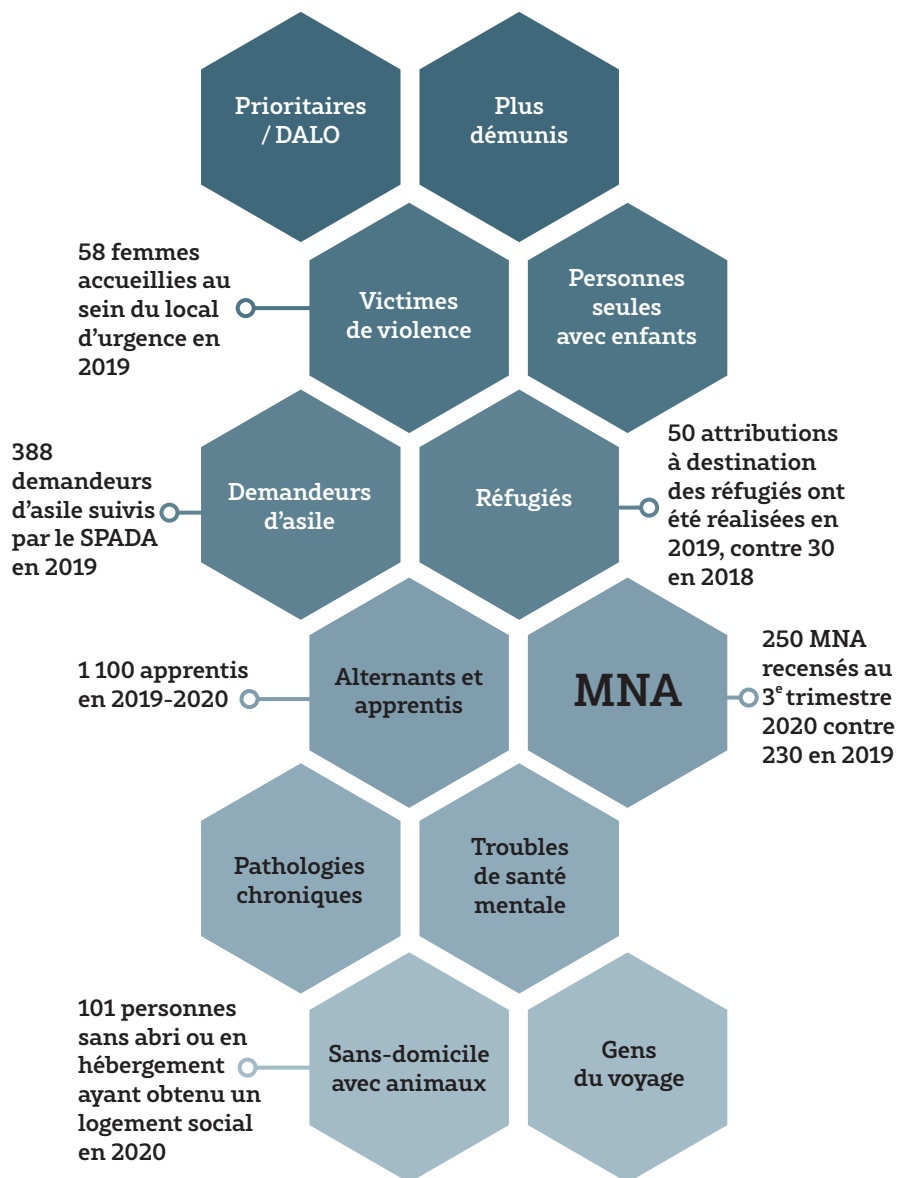 Prioritaires
/ DALO
Plus
démunis
58 femmes
accueillies au
sein du local
d’urgence en
2019
Victimes
de violence
Personnes
seules
avec enfants
388
demandeurs
d’asile suivis
par le SPADA
en 2019
Demandeurs
d’asile
Réfugiés
50 attributions
à destination
des réfugiés ont
été réalisées en
2019, contre 30
en 2018
1 100 apprentis
en 2019-2020
Alternants et
apprentis
MNA
250 MNA
recensés au
3e trimestre
2020 contre
230 en 2019
Pathologies
chroniques
Troubles
de santé
mentale
101 personnes
sans abri ou en
hébergement
ayant obtenu un
logement social
en 2020
Sans-domicile
avec animaux
Gens
du voyage